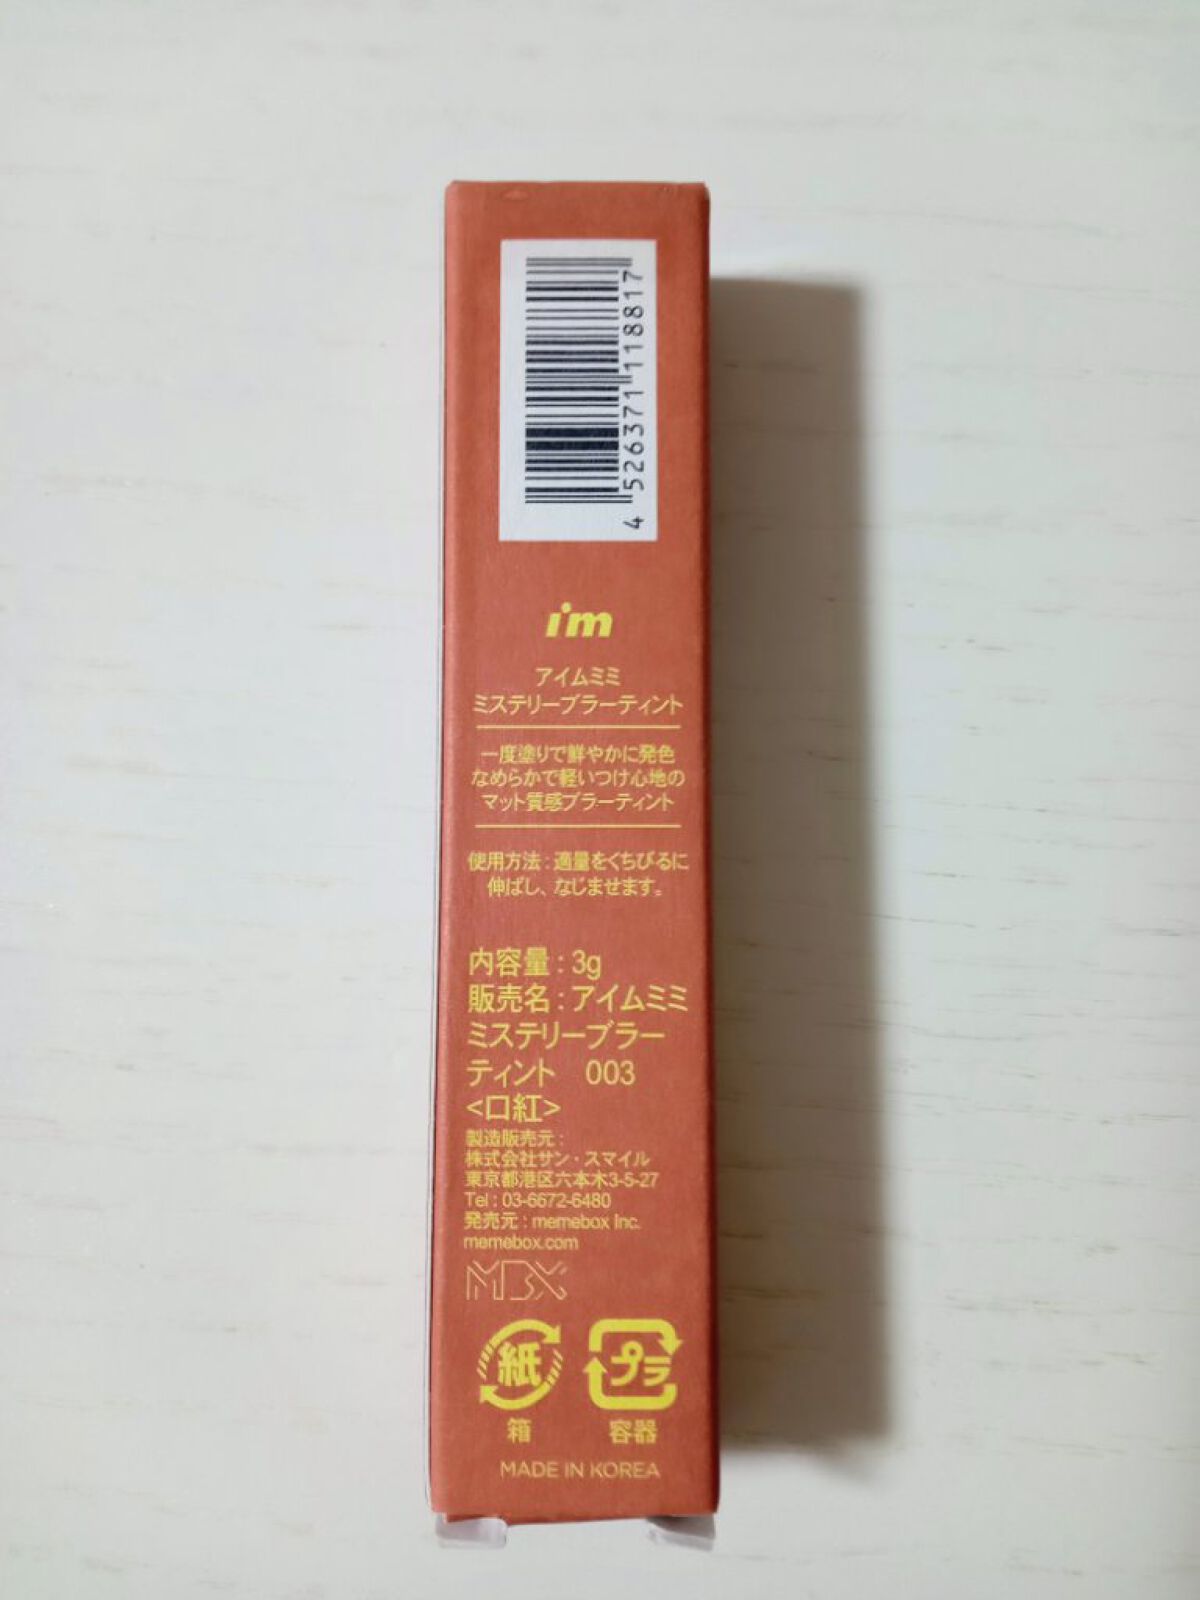 4 526371 118817
i'm
アイムミミ
ミステリーブラーティント
一度塗りで鮮やかに発色
なめらかで軽いつけ心地の
マット質感ブラーティント
使用方法：適量をくちびるに
伸ばし、なじませます。
内容量：3g
販売名：アイムミミ
ミステリーブラー
ティント　003
<口紅>
製造販売元：
株式会社サン・スマイル
東京都港区六本木3-5-27
Tel : 03-6672-6480
発売元：memebox Inc.
memebox.com
MBX
紙 プラ
箱 容器
MADE IN KOREA